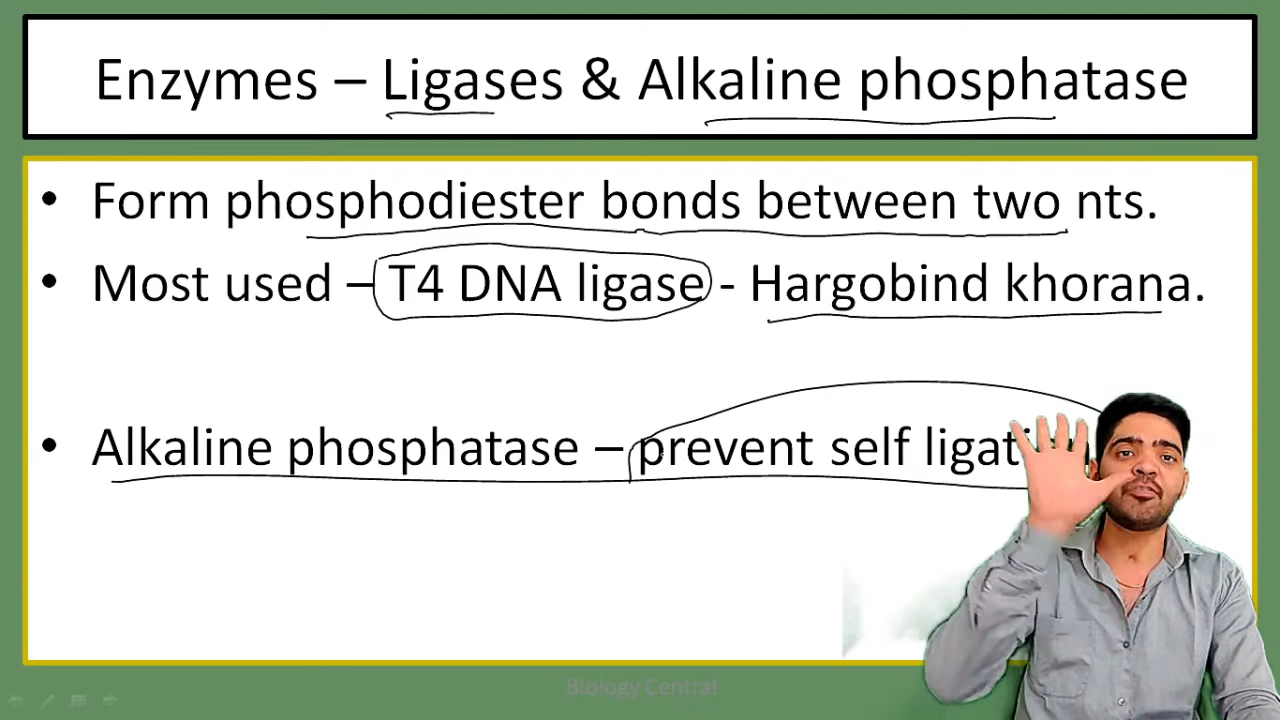 Enzymes – Ligases & Alkaline phosphatase
• Form phosphodiester bonds between two nts.
• Most used – T4 DNA ligase - Hargobind khorana.
• Alkaline phosphatase – prevent self
Biology Central